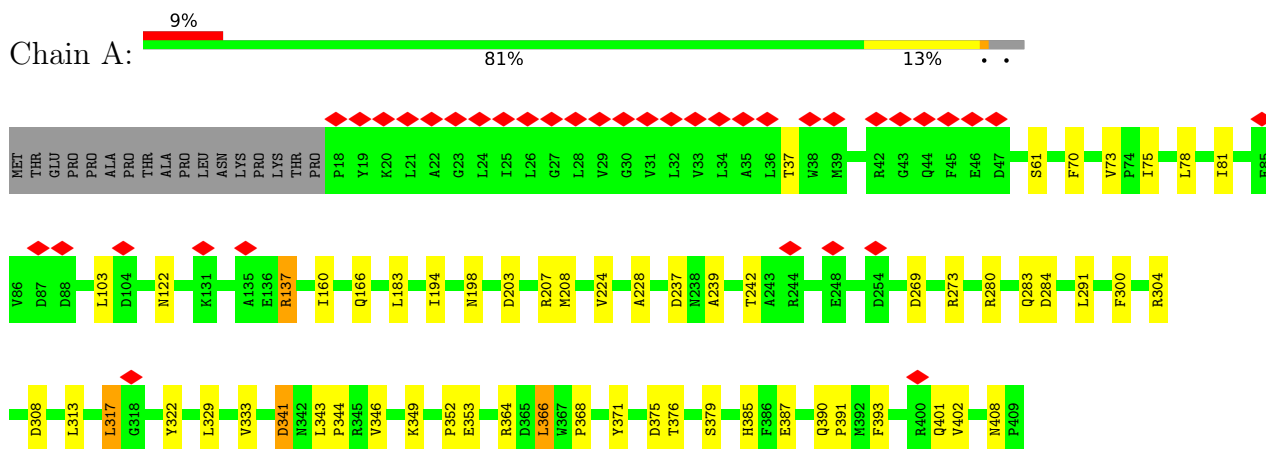 9%
Chain A:
81% 13% • •
MET THR GLU PRO PRO ALA ALA PRO THR ALA PRO LEU ASN LYS PRO LYS THR PRO P18 Y19 K20 L21 A22 G23 L24 I25 L26 G27 L28 V29 G30 V31 L32 V33 L34 A35 L36 T37 W38 M39 R42 G43 Q44 F45 E46 D47 S61 F70 V73 P74 I75 L78 I81 E85
V86 D87 D88 L103 D104 N122 K131 A135 E136 R137 I160 Q166 L183 I194 N198 D203 R207 M208 V224 A228 D237 N238 A239 T242 A243 R244 E248 D254 D269 R273 R280 Q283 D284 L291 F300 R304
D308 L313 L317 G318 Y322 L329 V333 D341 N342 L343 P344 R345 V346 K349 P352 E353 R364 D365 L366 W367 P368 Y371 D375 T376 S379 H385 F386 E387 Q390 P391 M392 F393 R400 Q401 V402 N408 P409